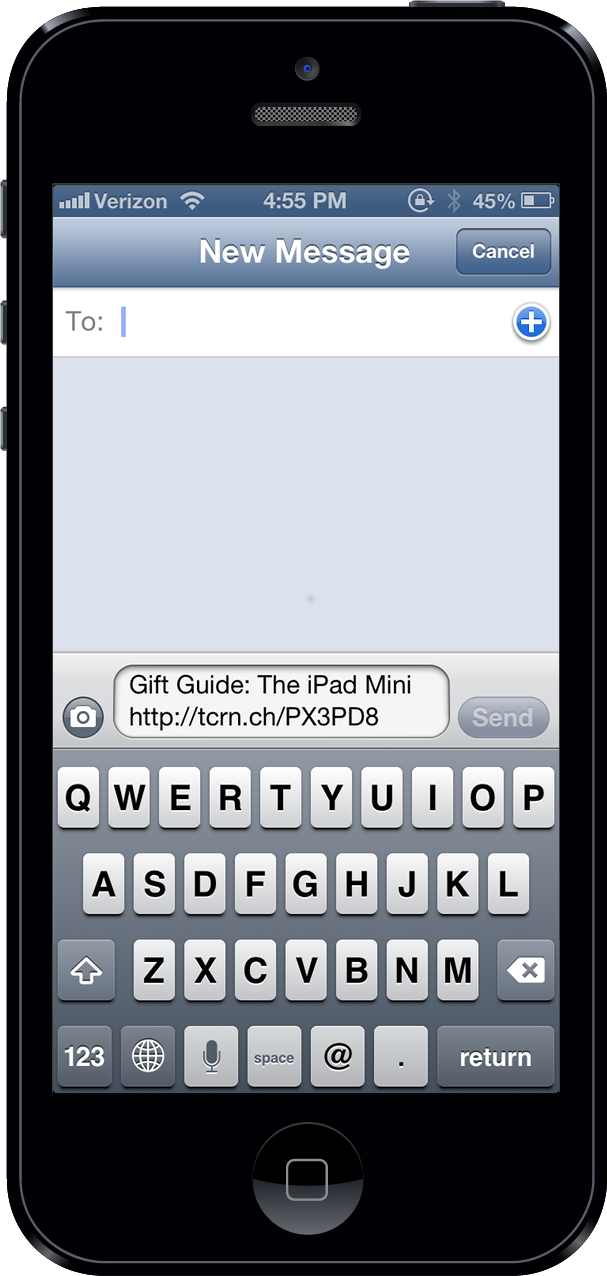 Verizon 4:55 PM 45%
New Message Cancel
To:
Gift Guide: The iPad Mini
http://tcrn.ch/PX3PD8
Send
Q W E R T Y U I O P
A S D F G H J K L
Z X C V B N M
123 space @ . return